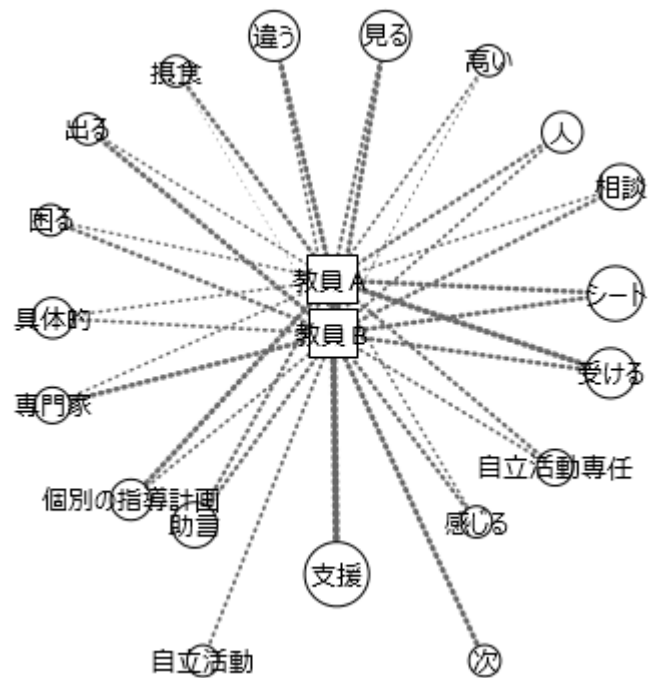 違う
見る
高い
摂食
出る
人
相談
困る
教員 A
シート
具体的
教員 B
受ける
専門家
自立活動専任
個別の指導計画
感じる
助言
支援
自立活動
次